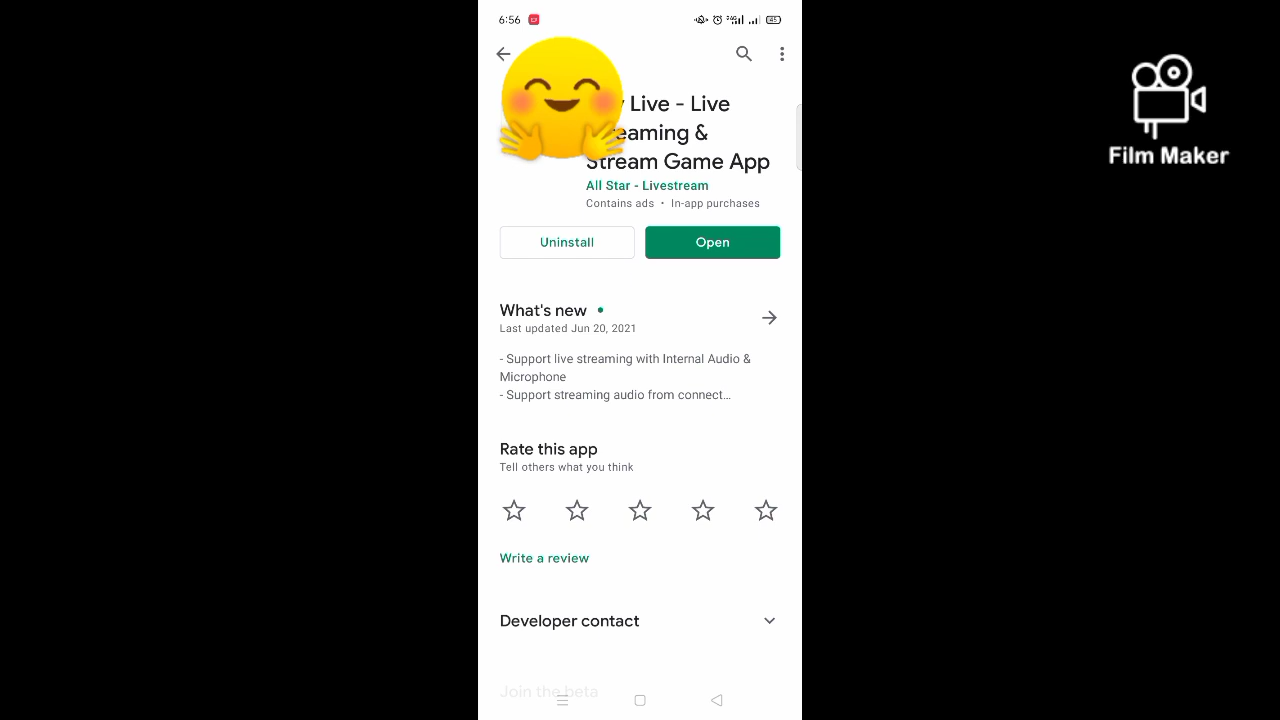 6:56
Live - Live
eaming &
Stream Game App
All Star - Livestream
Contains ads • In-app purchases
Uninstall
Open
What's new
Last updated Jun 20, 2021
- Support live streaming with Internal Audio &
Microphone
- Support streaming audio from connect...
Rate this app
Tell others what you think
Write a review
Developer contact
Join the beta
Film Maker